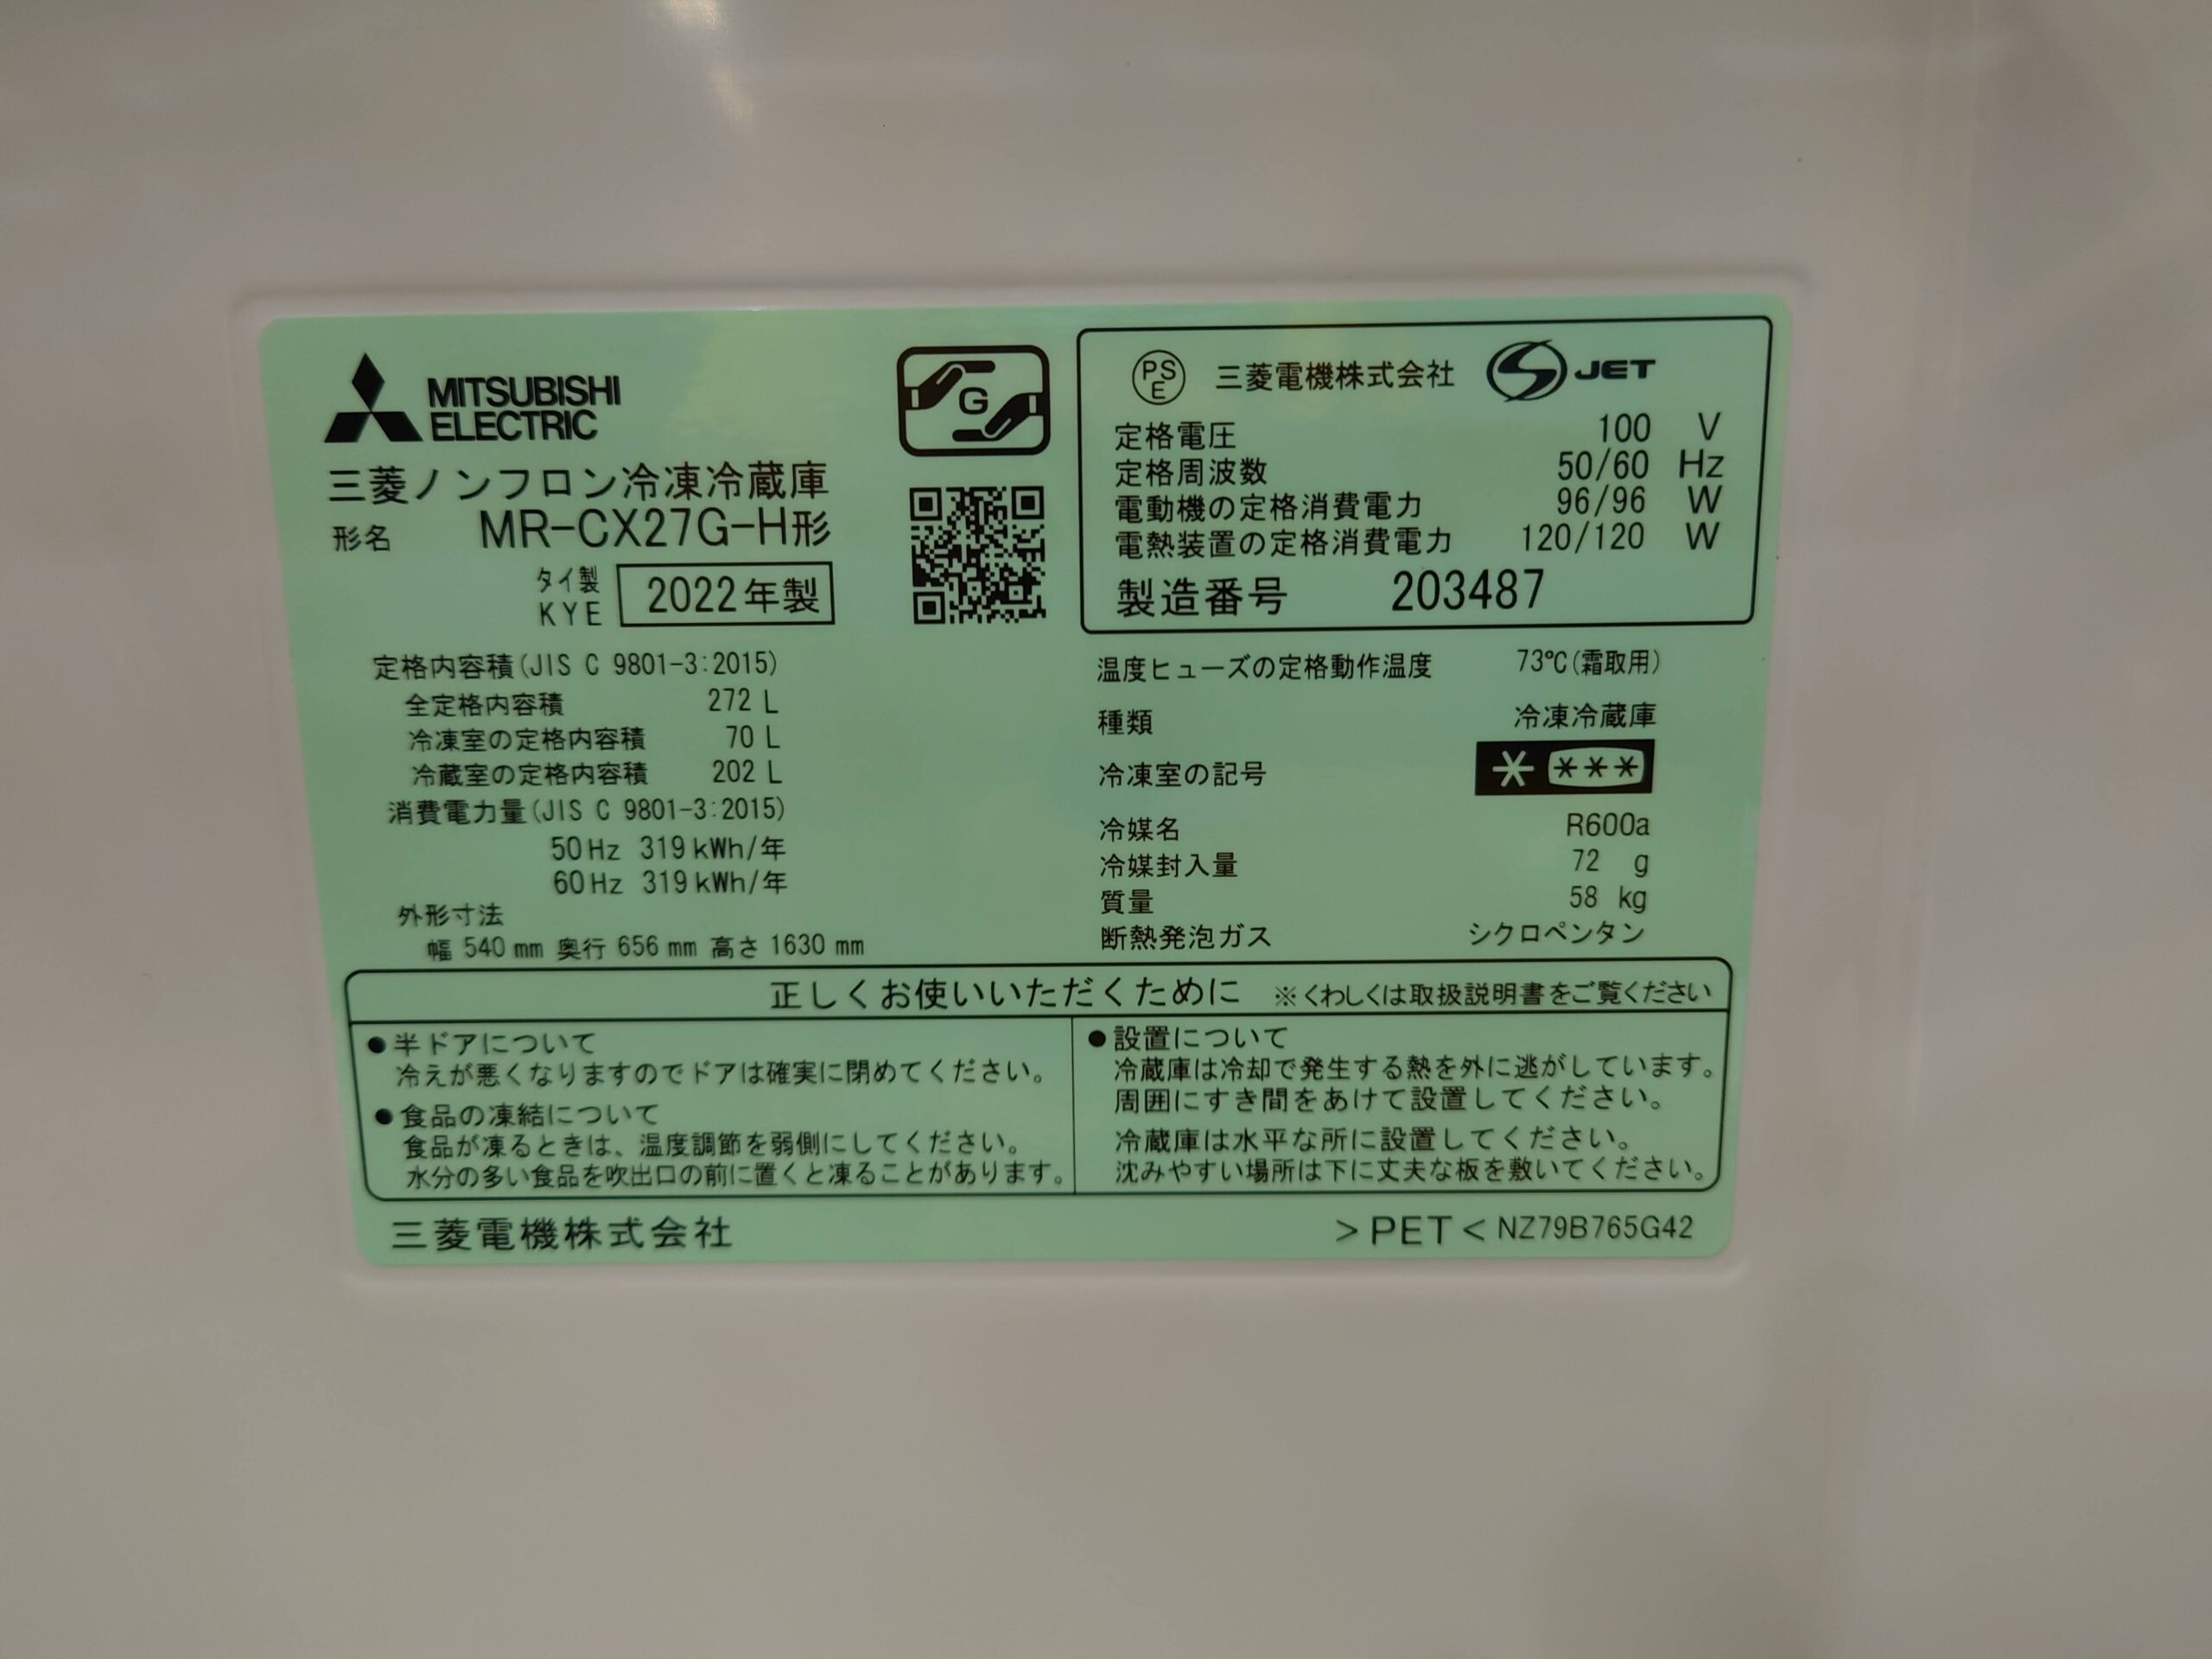 MITSUBISHI
ELECTRIC
三菱ノンフロン冷凍冷蔵庫
形名 MR-CX27G-H形
タイ製
KYE 2022年製
G
定格内容積(JIS C 9801-3:2015)
全定格内容積 272 L
冷凍室の定格内容積 70 L
冷蔵室の定格内容積 202 L
消費電力量(JIS C 9801-3:2015)
50Hz 319kWh/年
60Hz 319kWh/年
外形寸法
幅 540 mm 奥行 656 mm 高さ 1630 mm
PS
E 三菱電機株式会社 JET
定格電圧 100 V
定格周波数 50/60 Hz
電動機の定格消費電力 96/96 W
電熱装置の定格消費電力 120/120 W
製造番号 203487
温度ヒューズの定格動作温度 73℃(霜取用)
種類 冷凍冷蔵庫
冷凍室の記号 * ***
冷媒名 R600a
冷媒封入量 72 g
質量 58 kg
断熱発泡ガス シクロペンタン
正しくお使いいただくために ※くわしくは取扱説明書をご覧ください
●半ドアについて
冷えが悪くなりますのでドアは確実に閉めてください。
●食品の凍結について
食品が凍るときは、温度調節を弱側にしてください。
水分の多い食品を吹出口の前に置くと凍ることがあります。
●設置について
冷蔵庫は冷却で発生する熱を外に逃がしています。
周囲にすき間をあけて設置してください。
冷蔵庫は水平な所に設置してください。
沈みやすい場所は下に丈夫な板を敷いてください。
三菱電機株式会社
>PET< NZ79B765G42